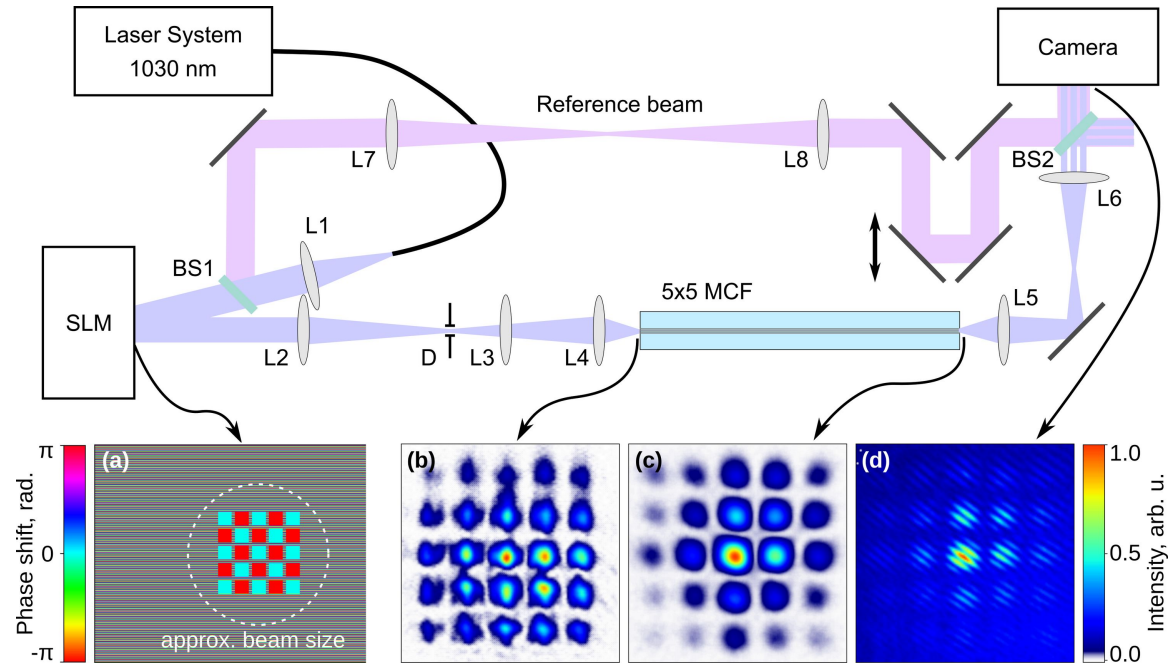 Laser System
1030 nm
Camera
Reference beam
L7
L8
BS2
L6
L1
BS1
5x5 MCF
L5
SLM
L2
D
L3
L4
π
(a)
(b)
(c)
(d)
1.0
Phase shift, rad.
0
0.5
Intensity, arb. u.
approx. beam size
-π
0.0